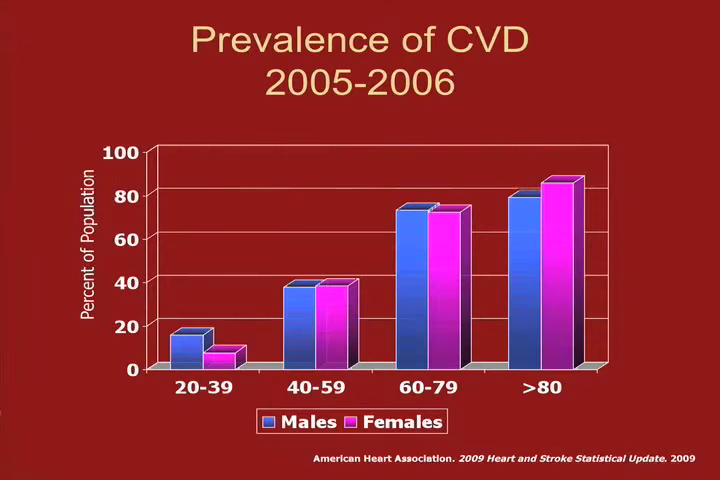 Prevalence of CVD
2005-2006
Percent of Population
100
80
60
40
20
0
20-39
40-59
60-79
>80
Males
Females
American Heart Association. 2009 Heart and Stroke Statistical Update. 2009